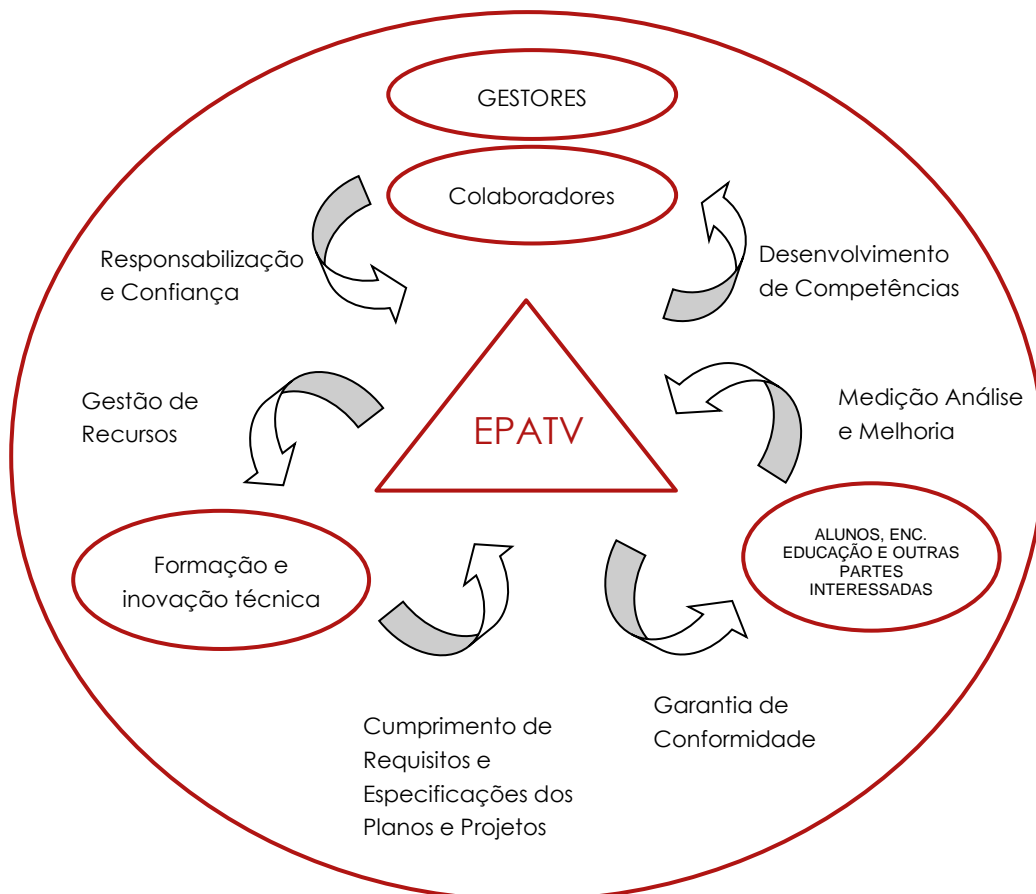 GESTORES
Colaboradores
Responsabilização
e Confiança
Desenvolvimento
de Competências
Gestão de
Recursos
EPATV
Medição Análise
e Melhoria
Formação e
inovação técnica
ALUNOS, ENC.
EDUCAÇÃO E OUTRAS
PARTES
INTERESSADAS
Cumprimento de
Requisitos e
Especificações dos
Planos e Projetos
Garantia de
Conformidade